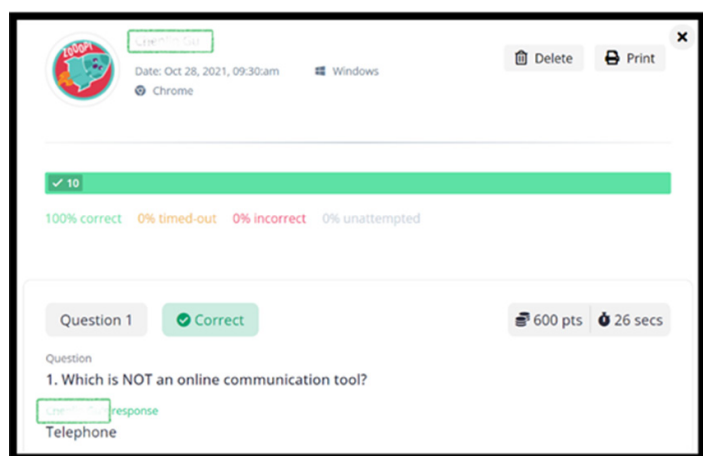 ZOOOP!
Delete
Print
Date: Oct 28, 2021, 09:30:am
Windows
Chrome
10
100% correct 0% timed-out 0% incorrect 0% unattempted
Question 1
Correct
600 pts
26 secs
Question
1. Which is NOT an online communication tool?
response
Telephone